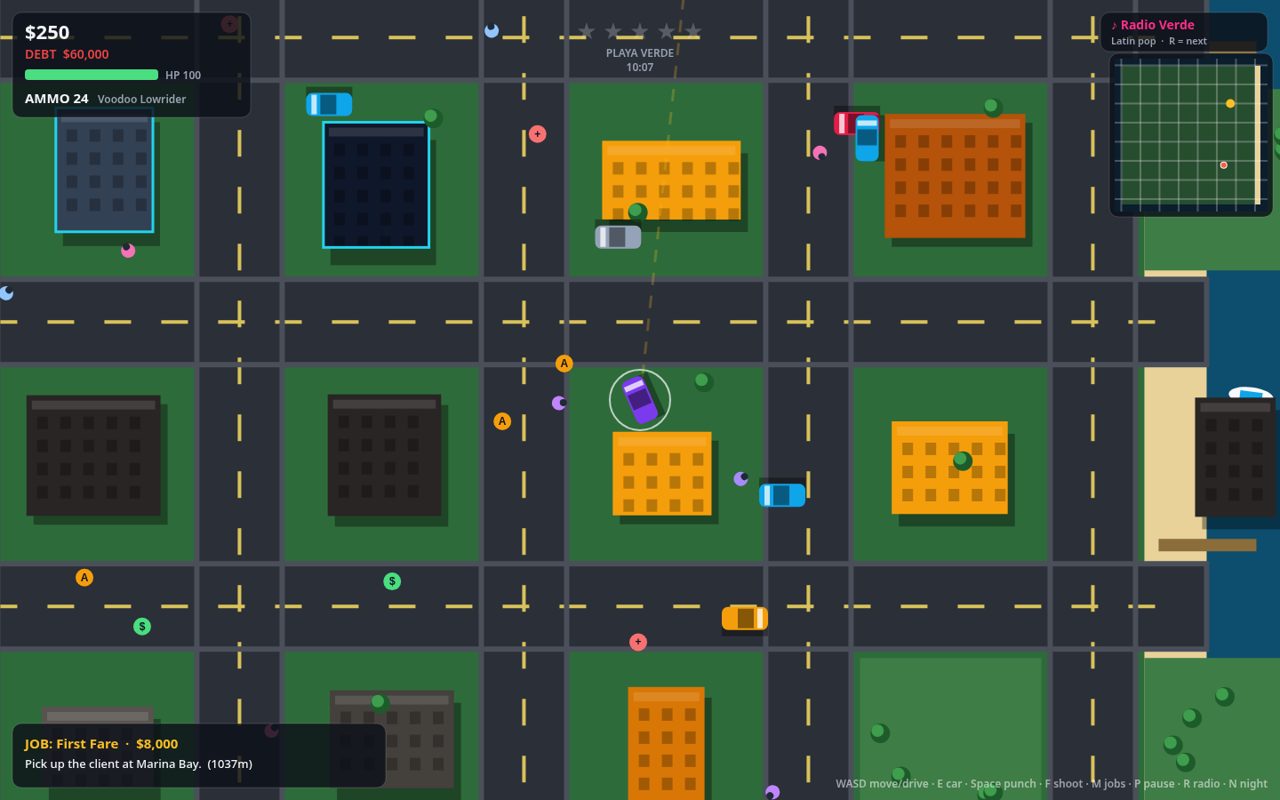 $250
DEBT $60,000
HP 100
AMMO 24 Voodoo Lowrider
★ ★ ★ ★ ★
PLAYA VERDE
10:07
♪ Radio Verde
Latin pop · R = next
+
+
A
A
A
$
$
+
JOB: First Fare · $8,000
Pick up the client at Marina Bay. (1037m)
WASD move/drive · E car · Space punch · F shoot · M jobs · P pause · R radio · N night